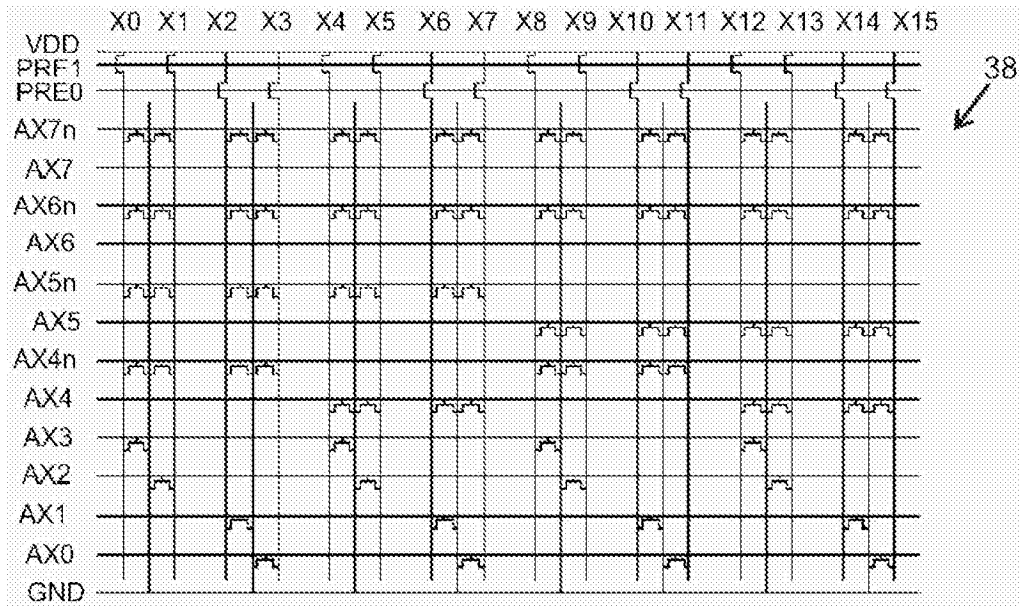 X0 X1 X2 X3 X4 X5 X6 X7 X8 X9 X10 X11 X12 X13 X14 X15
VDD
PRE1
PRE0
38
AX7n
AX7
AX6n
AX6
AX5n
AX5
AX4n
AX4
AX3
AX2
AX1
AX0
GND